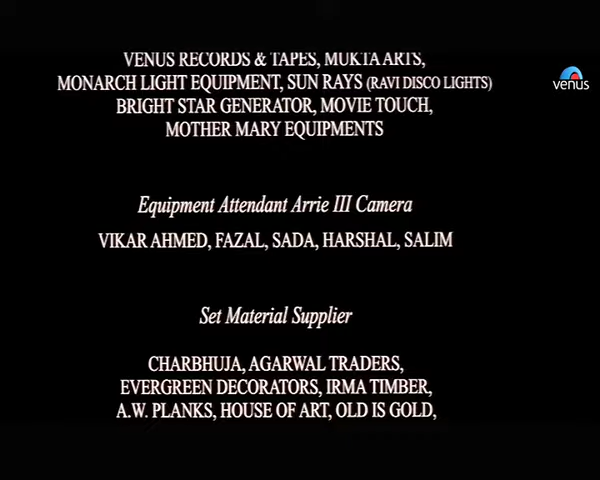 VENUS RECORDS & TAPES, MUKTA ARTS,
MONARCH LIGHT EQUIPMENT, SUN RAYS (RAVI DISCO LIGHTS)
venus
BRIGHT STAR GENERATOR, MOVIE TOUCH,
MOTHER MARY EQUIPMENTS
Equipment Attendant Arrie III Camera
VIKAR AHMED, FAZAL, SADA, HARSHAL, SALIM
Set Material Supplier
CHARBHUJA, AGARWAL TRADERS,
EVERGREEN DECORATORS, IRMA TIMBER,
A.W. PLANKS, HOUSE OF ART, OLD IS GOLD,